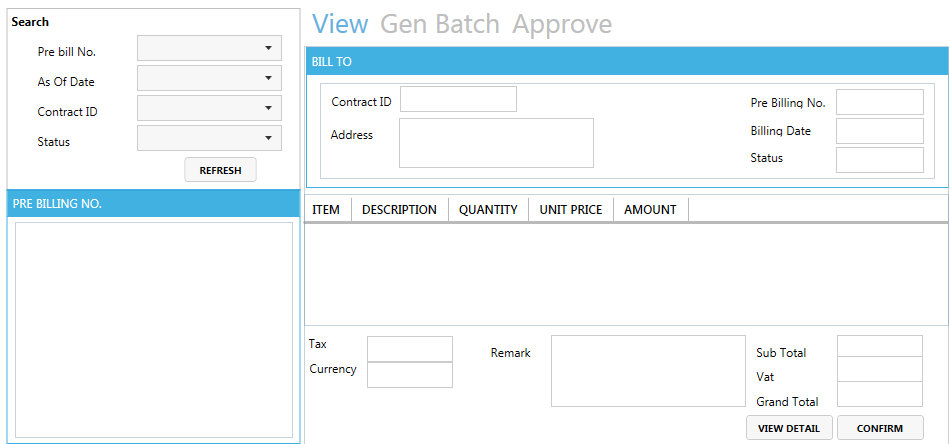 Search
Pre bill No.
As Of Date
Contract ID
Status
REFRESH
PRE BILLING NO.
View Gen Batch Approve
BILL TO
Contract ID
Address
Pre Billing No.
Billing Date
Status
ITEM DESCRIPTION QUANTITY UNIT PRICE AMOUNT
Tax
Currency
Remark
Sub Total
Vat
Grand Total
VIEW DETAIL CONFIRM